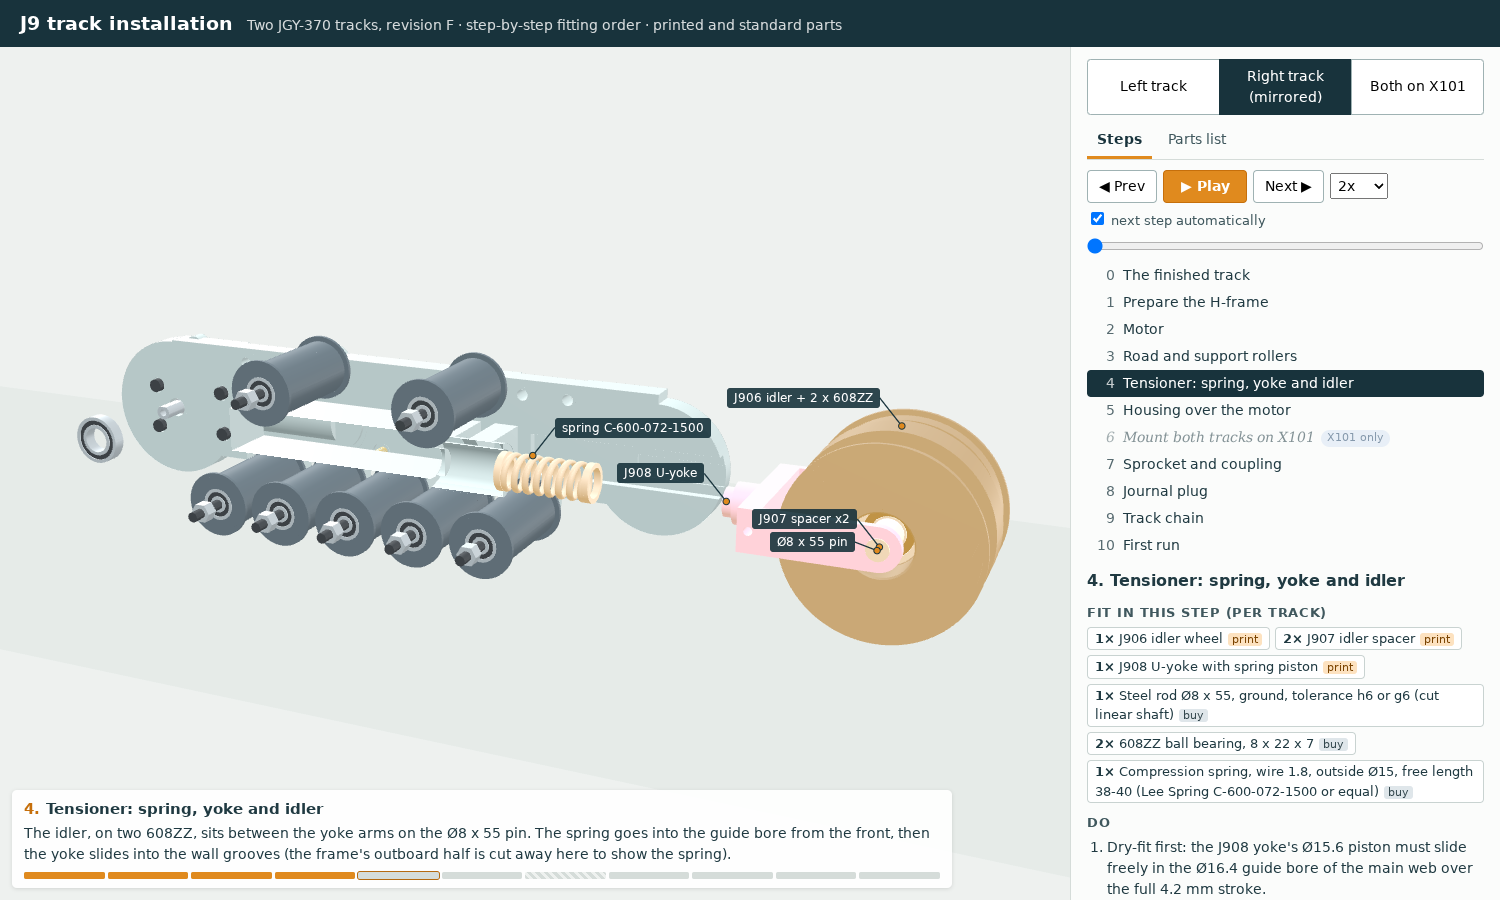 J9 track installation
Two JGY-370 tracks, revision F · step-by-step fitting order · printed and standard parts
Left track
Right track
(mirrored)
Both on X101
Steps
Parts list
◀ Prev
▶ Play
Next ▶
2x
next step automatically
0 The finished track
1 Prepare the H-frame
2 Motor
3 Road and support rollers
4 Tensioner: spring, yoke and idler
5 Housing over the motor
6 Mount both tracks on X101 X101 only
7 Sprocket and coupling
8 Journal plug
9 Track chain
10 First run
4. Tensioner: spring, yoke and idler
FIT IN THIS STEP (PER TRACK)
1× J906 idler wheel print
2× J907 idler spacer print
1× J908 U-yoke with spring piston print
1× Steel rod Ø8 x 55, ground, tolerance h6 or g6 (cut
linear shaft) buy
2× 608ZZ ball bearing, 8 x 22 x 7 buy
1× Compression spring, wire 1.8, outside Ø15, free length
38-40 (Lee Spring C-600-072-1500 or equal) buy
DO
1. Dry-fit first: the J908 yoke's Ø15.6 piston must slide
freely in the Ø16.4 guide bore of the main web over
the full 4.2 mm stroke.
J906 idler + 2 x 608ZZ
spring C-600-072-1500
J908 U-yoke
J907 spacer x2
Ø8 x 55 pin
4. Tensioner: spring, yoke and idler
The idler, on two 608ZZ, sits between the yoke arms on the Ø8 x 55 pin. The spring goes into the guide bore from the front, then
the yoke slides into the wall grooves (the frame's outboard half is cut away here to show the spring).